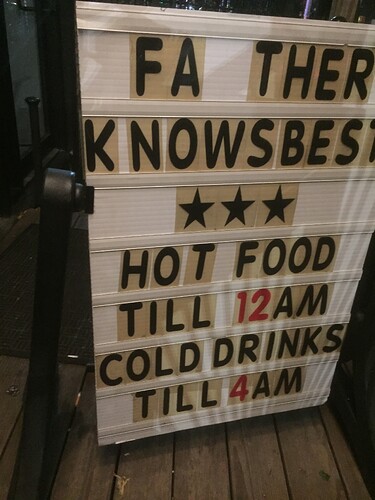 FA THER
KNOWSBEST
★★★
HOT FOOD
TILL 12AM
COLD DRINKS
TILL 4AM